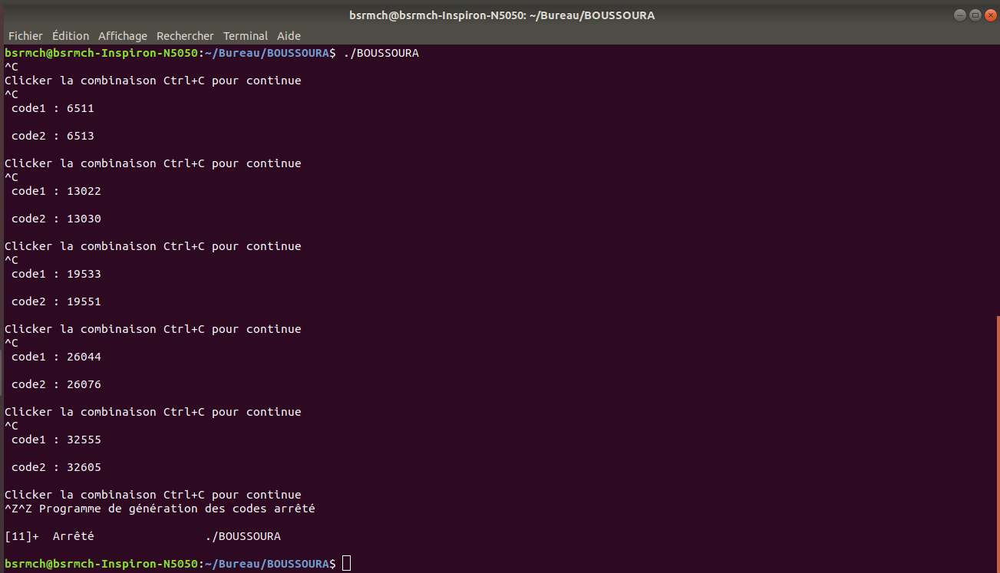 bsrmch@bsrmch-Inspiron-N5050: ~/Bureau/BOUSSOURA
Fichier Édition Affichage Rechercher Terminal Aide
bsrmch@bsrmch-Inspiron-N5050:~/Bureau/BOUSSOURA$ ./BOUSSOURA
^C
Clicker la combinaison Ctrl+C pour continue
^C
code1 : 6511
code2 : 6513
Clicker la combinaison Ctrl+C pour continue
^C
code1 : 13022
code2 : 13030
Clicker la combinaison Ctrl+C pour continue
^C
code1 : 19533
code2 : 19551
Clicker la combinaison Ctrl+C pour continue
^C
code1 : 26044
code2 : 26076
Clicker la combinaison Ctrl+C pour continue
^C
code1 : 32555
code2 : 32605
Clicker la combinaison Ctrl+C pour continue
^Z^Z Programme de génération des codes arrêté
[11]+  Arrêté                ./BOUSSOURA
bsrmch@bsrmch-Inspiron-N5050:~/Bureau/BOUSSOURA$